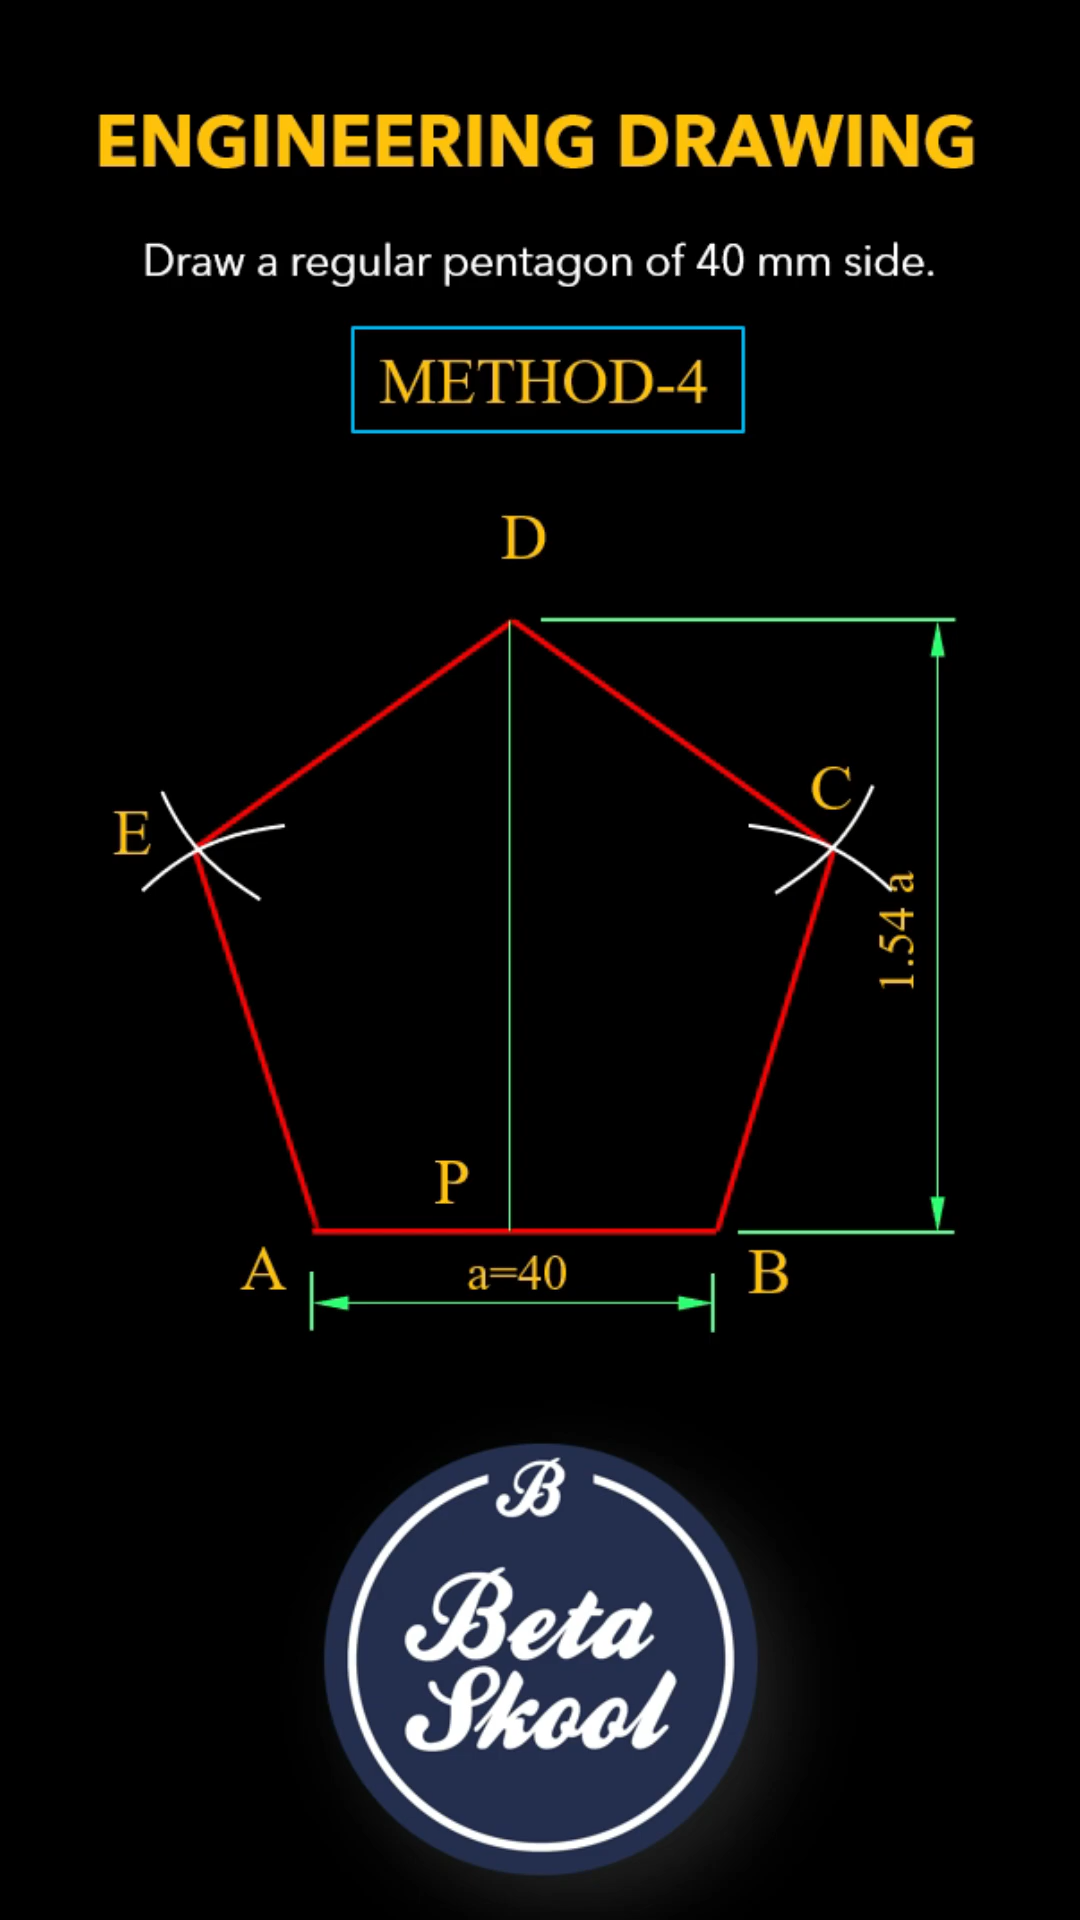 ENGINEERING DRAWING
Draw a regular pentagon of 40 mm side.
METHOD-4
D
C
E
1.54 a
P
A
a=40
B
B
Beta
Skool